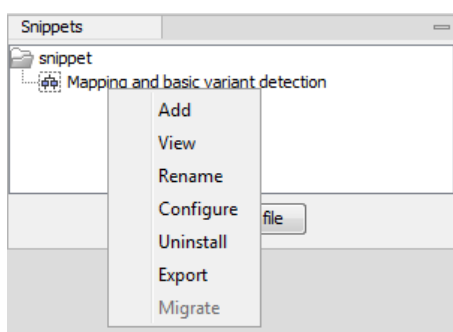 Snippets
snippet
Mapping and basic variant detection
Add
View
Rename
Configure
file
Uninstall
Export
Migrate